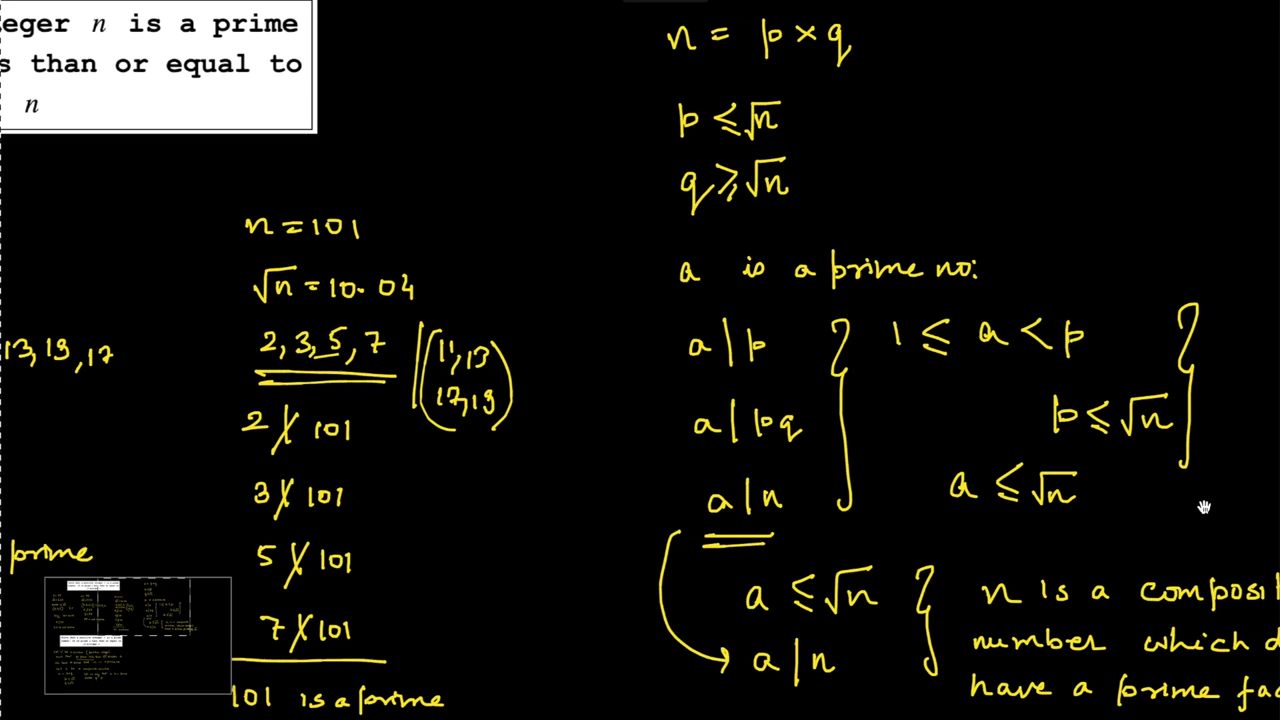 teger n is a prime
s than or equal to
n
n = p × q
p ≤ √n
q ≥ √n
n = 101
√n = 10.04
2, 3, 5, 7 (11, 13
17, 19)
13, 19, 17
2 ∤ 101
3 ∤ 101
5 ∤ 101
7 ∤ 101
prime
101 is a prime
a is a prime no:
a | p } 1 ≤ a < p }
a | pq p ≤ √n
a | n a ≤ √n
a ≤ √n }
a | n
n is a composi
number which d
have a prime fac